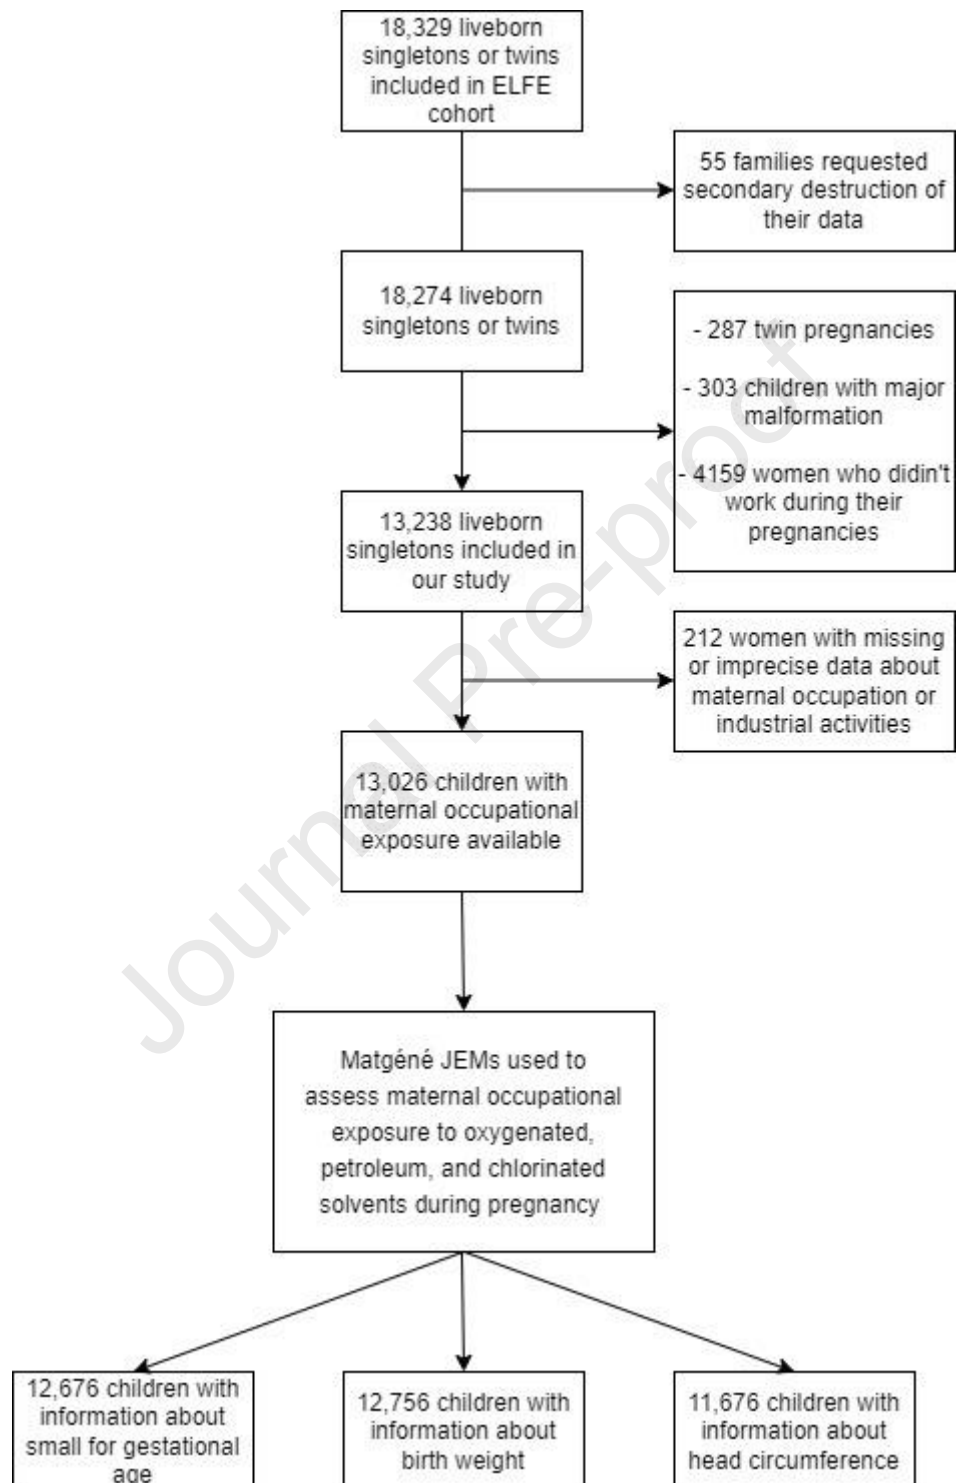 18,329 liveborn
singletons or twins
included in ELFE
cohort
55 families requested
secondary destruction of
their data
18,274 liveborn
singletons or twins
- 287 twin pregnancies
- 303 children with major
malformation
- 4159 women who didin't
work during their
pregnancies
13,238 liveborn
singletons included in
our study
212 women with missing
or imprecise data about
maternal occupation or
industrial activities
13,026 children with
maternal occupational
exposure available
Matgéné JEMs used to
assess maternal occupational
exposure to oxygenated,
petroleum, and chlorinated
solvents during pregnancy
12,676 children with
information about
small for gestational
age
12,756 children with
information about
birth weight
11,676 children with
information about
head circumference
Journal Pre-proof